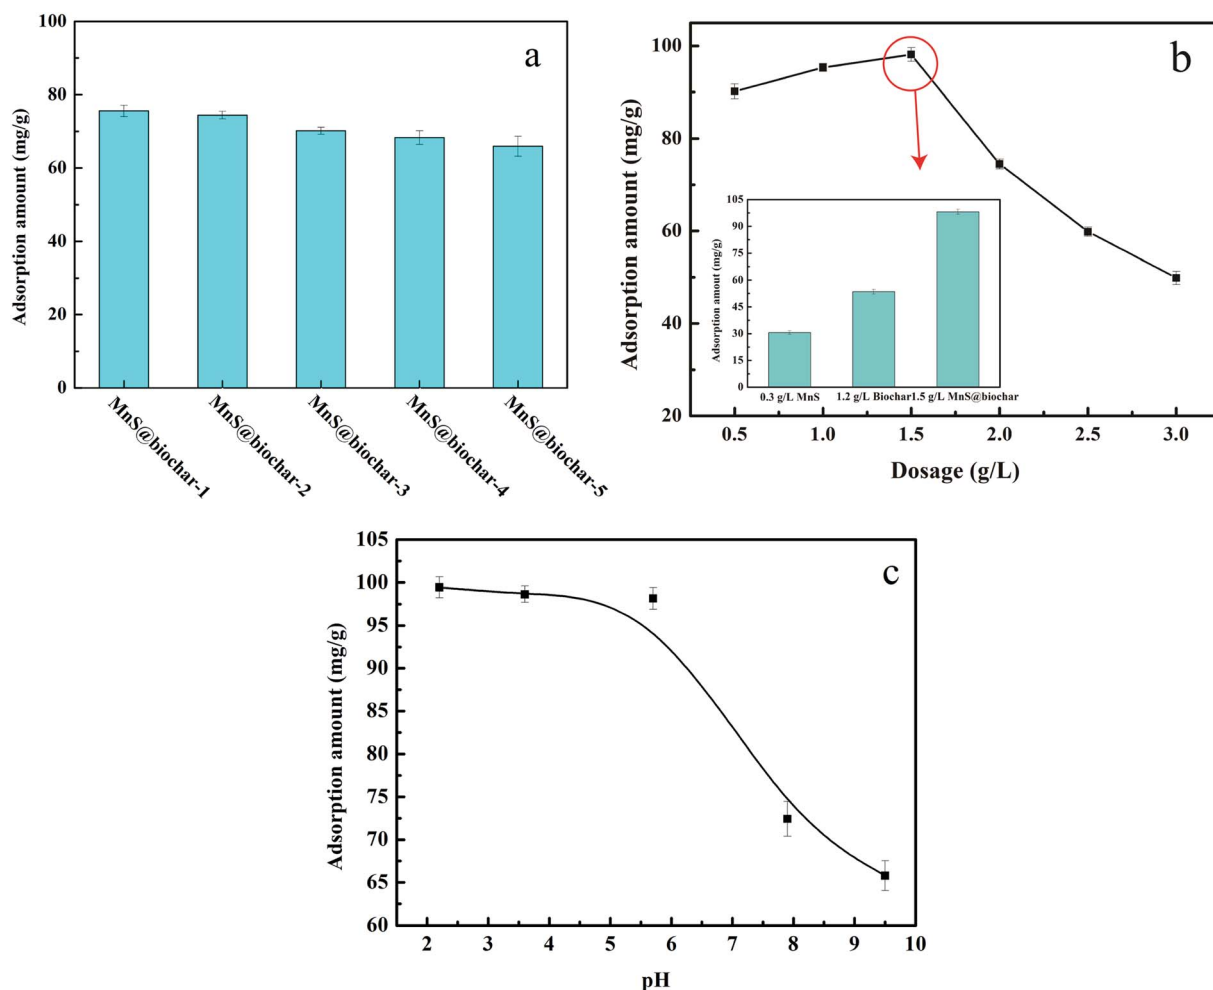 a
Adsorption amount (mg/g)
100
80
60
40
20
0
MnS@biochar-1
MnS@biochar-2
MnS@biochar-3
MnS@biochar-4
MnS@biochar-5
b
Adsorption amount (mg/g)
100
80
60
40
20
0.5 1.0 1.5 2.0 2.5 3.0
Dosage (g/L)
Adsorption amount (mg/g)
105
90
75
60
45
30
15
0
0.3 g/L MnS 1.2 g/L Biochar1.5 g/L MnS@biochar
c
Adsorption amount (mg/g)
105
100
95
90
85
80
75
70
65
60
2 3 4 5 6 7 8 9 10
pH